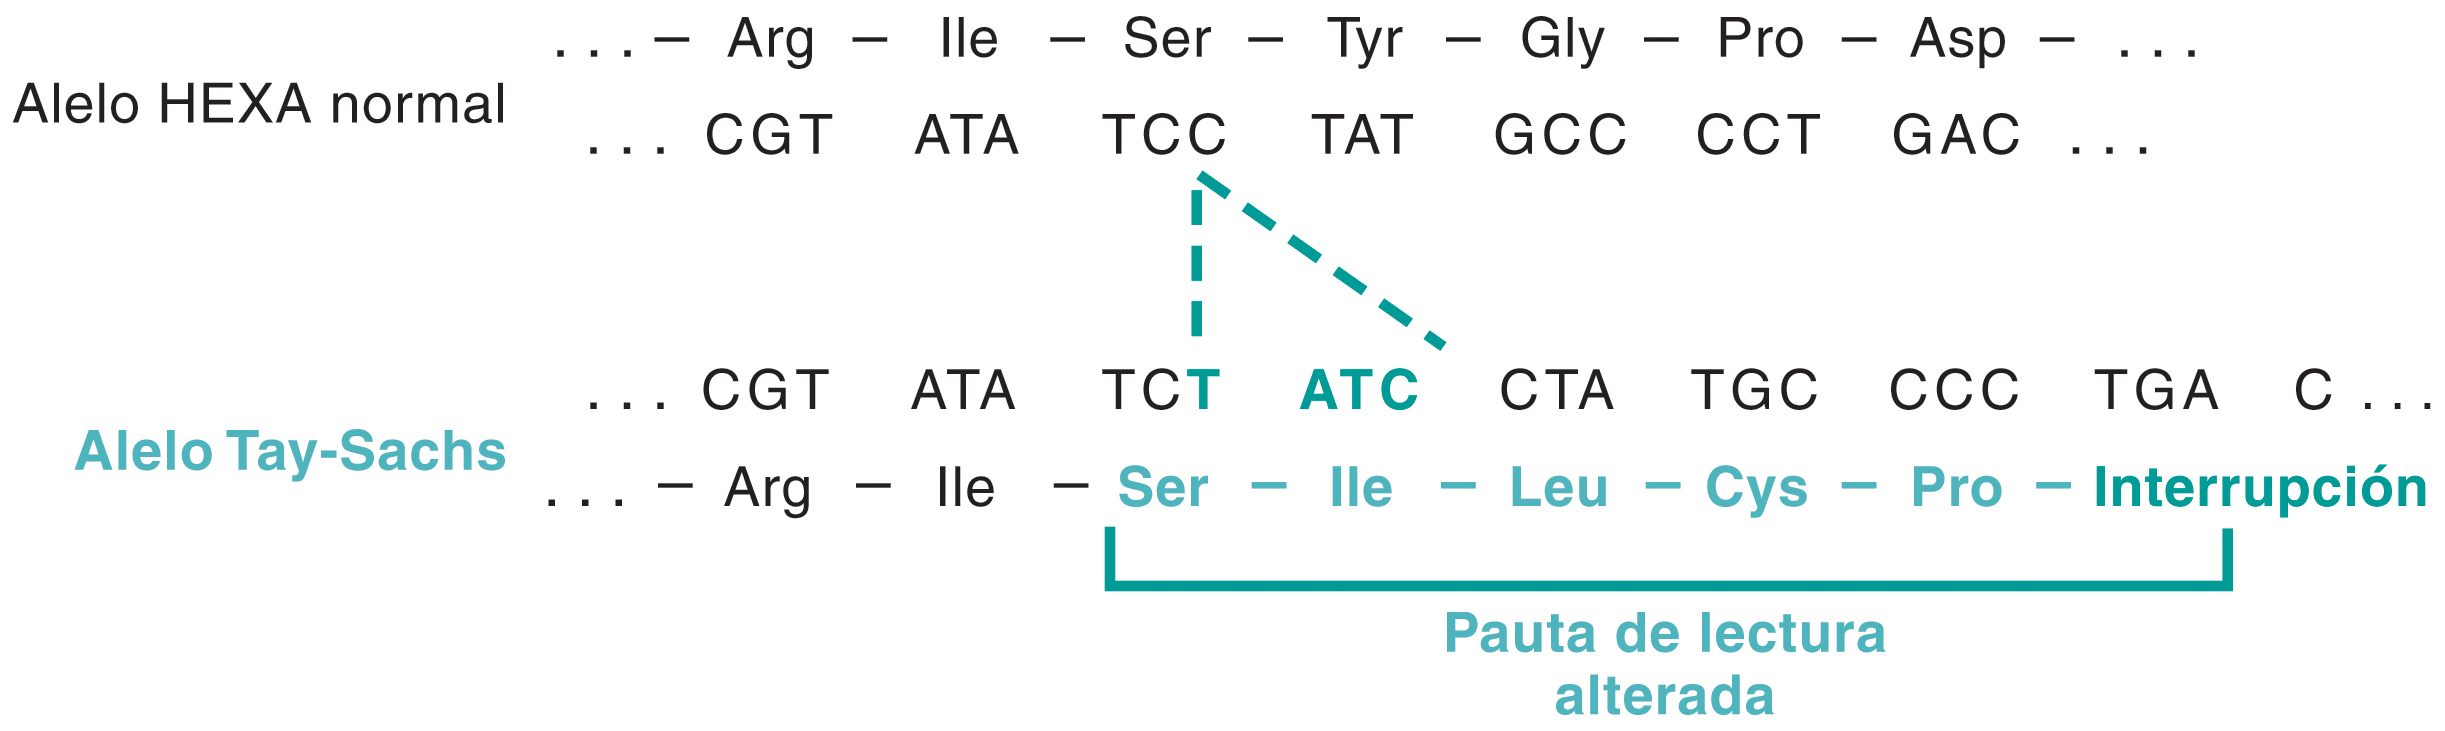 . . . – Arg – Ile – Ser – Tyr – Gly – Pro – Asp – . . .
Alelo HEXA normal
. . . CGT ATA TCC TAT GCC CCT GAC . . .
. . . CGT ATA TCT ATC CTA TGC CCC TGA C . . .
Alelo Tay-Sachs
. . . – Arg – Ile – Ser – Ile – Leu – Cys – Pro – Interrupción
Pauta de lectura
alterada